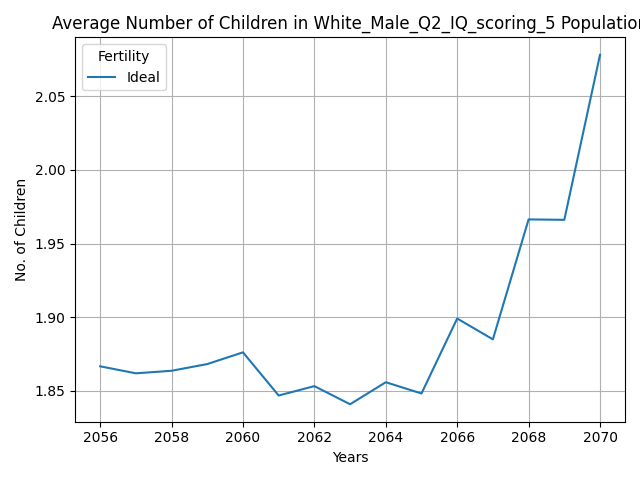 Average Number of Children in White_Male_Q2_IQ_scoring_5 Population
Fertility
Ideal
2.05
2.00
1.95
1.90
1.85
No. of Children
2056 2058 2060 2062 2064 2066 2068 2070
Years